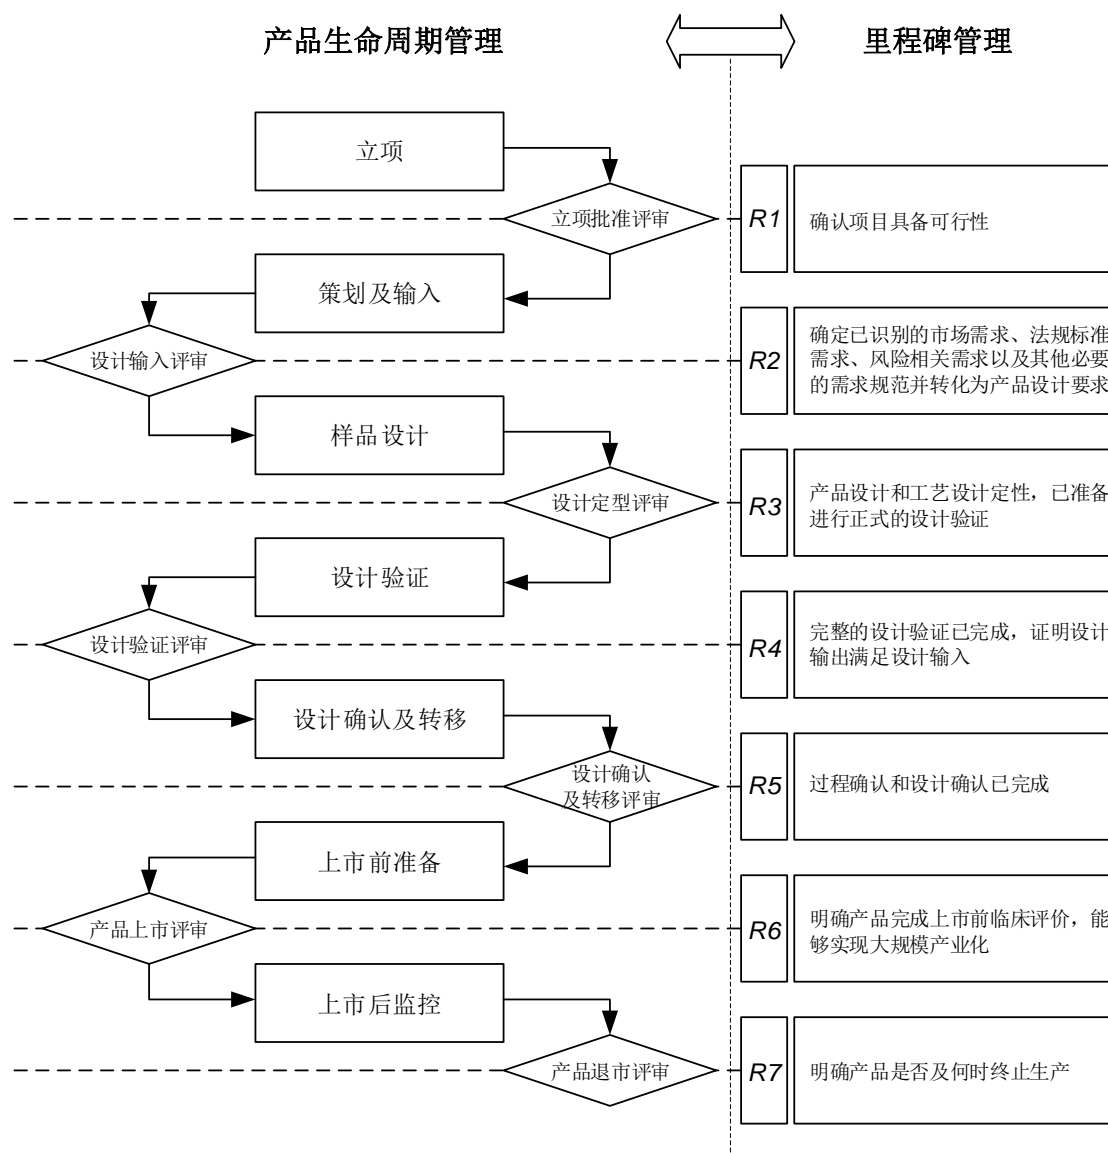 产品生命周期管理
里程碑管理
立项
立项批准评审
R1
确认项目具备可行性
策划及输入
设计输入评审
R2
确定已识别的市场需求、法规标准
需求、风险相关需求以及其他必要
的需求规范并转化为产品设计要求
样品设计
设计定型评审
R3
产品设计和工艺设计定性，已准备
进行正式的设计验证
设计验证
设计验证评审
R4
完整的设计验证已完成，证明设计
输出满足设计输入
设计确认及转移
设计确认
及转移评审
R5
过程确认和设计确认已完成
上市前准备
产品上市评审
R6
明确产品完成上市前临床评价，能
够实现大规模产业化
上市后监控
产品退市评审
R7
明确产品是否及何时终止生产